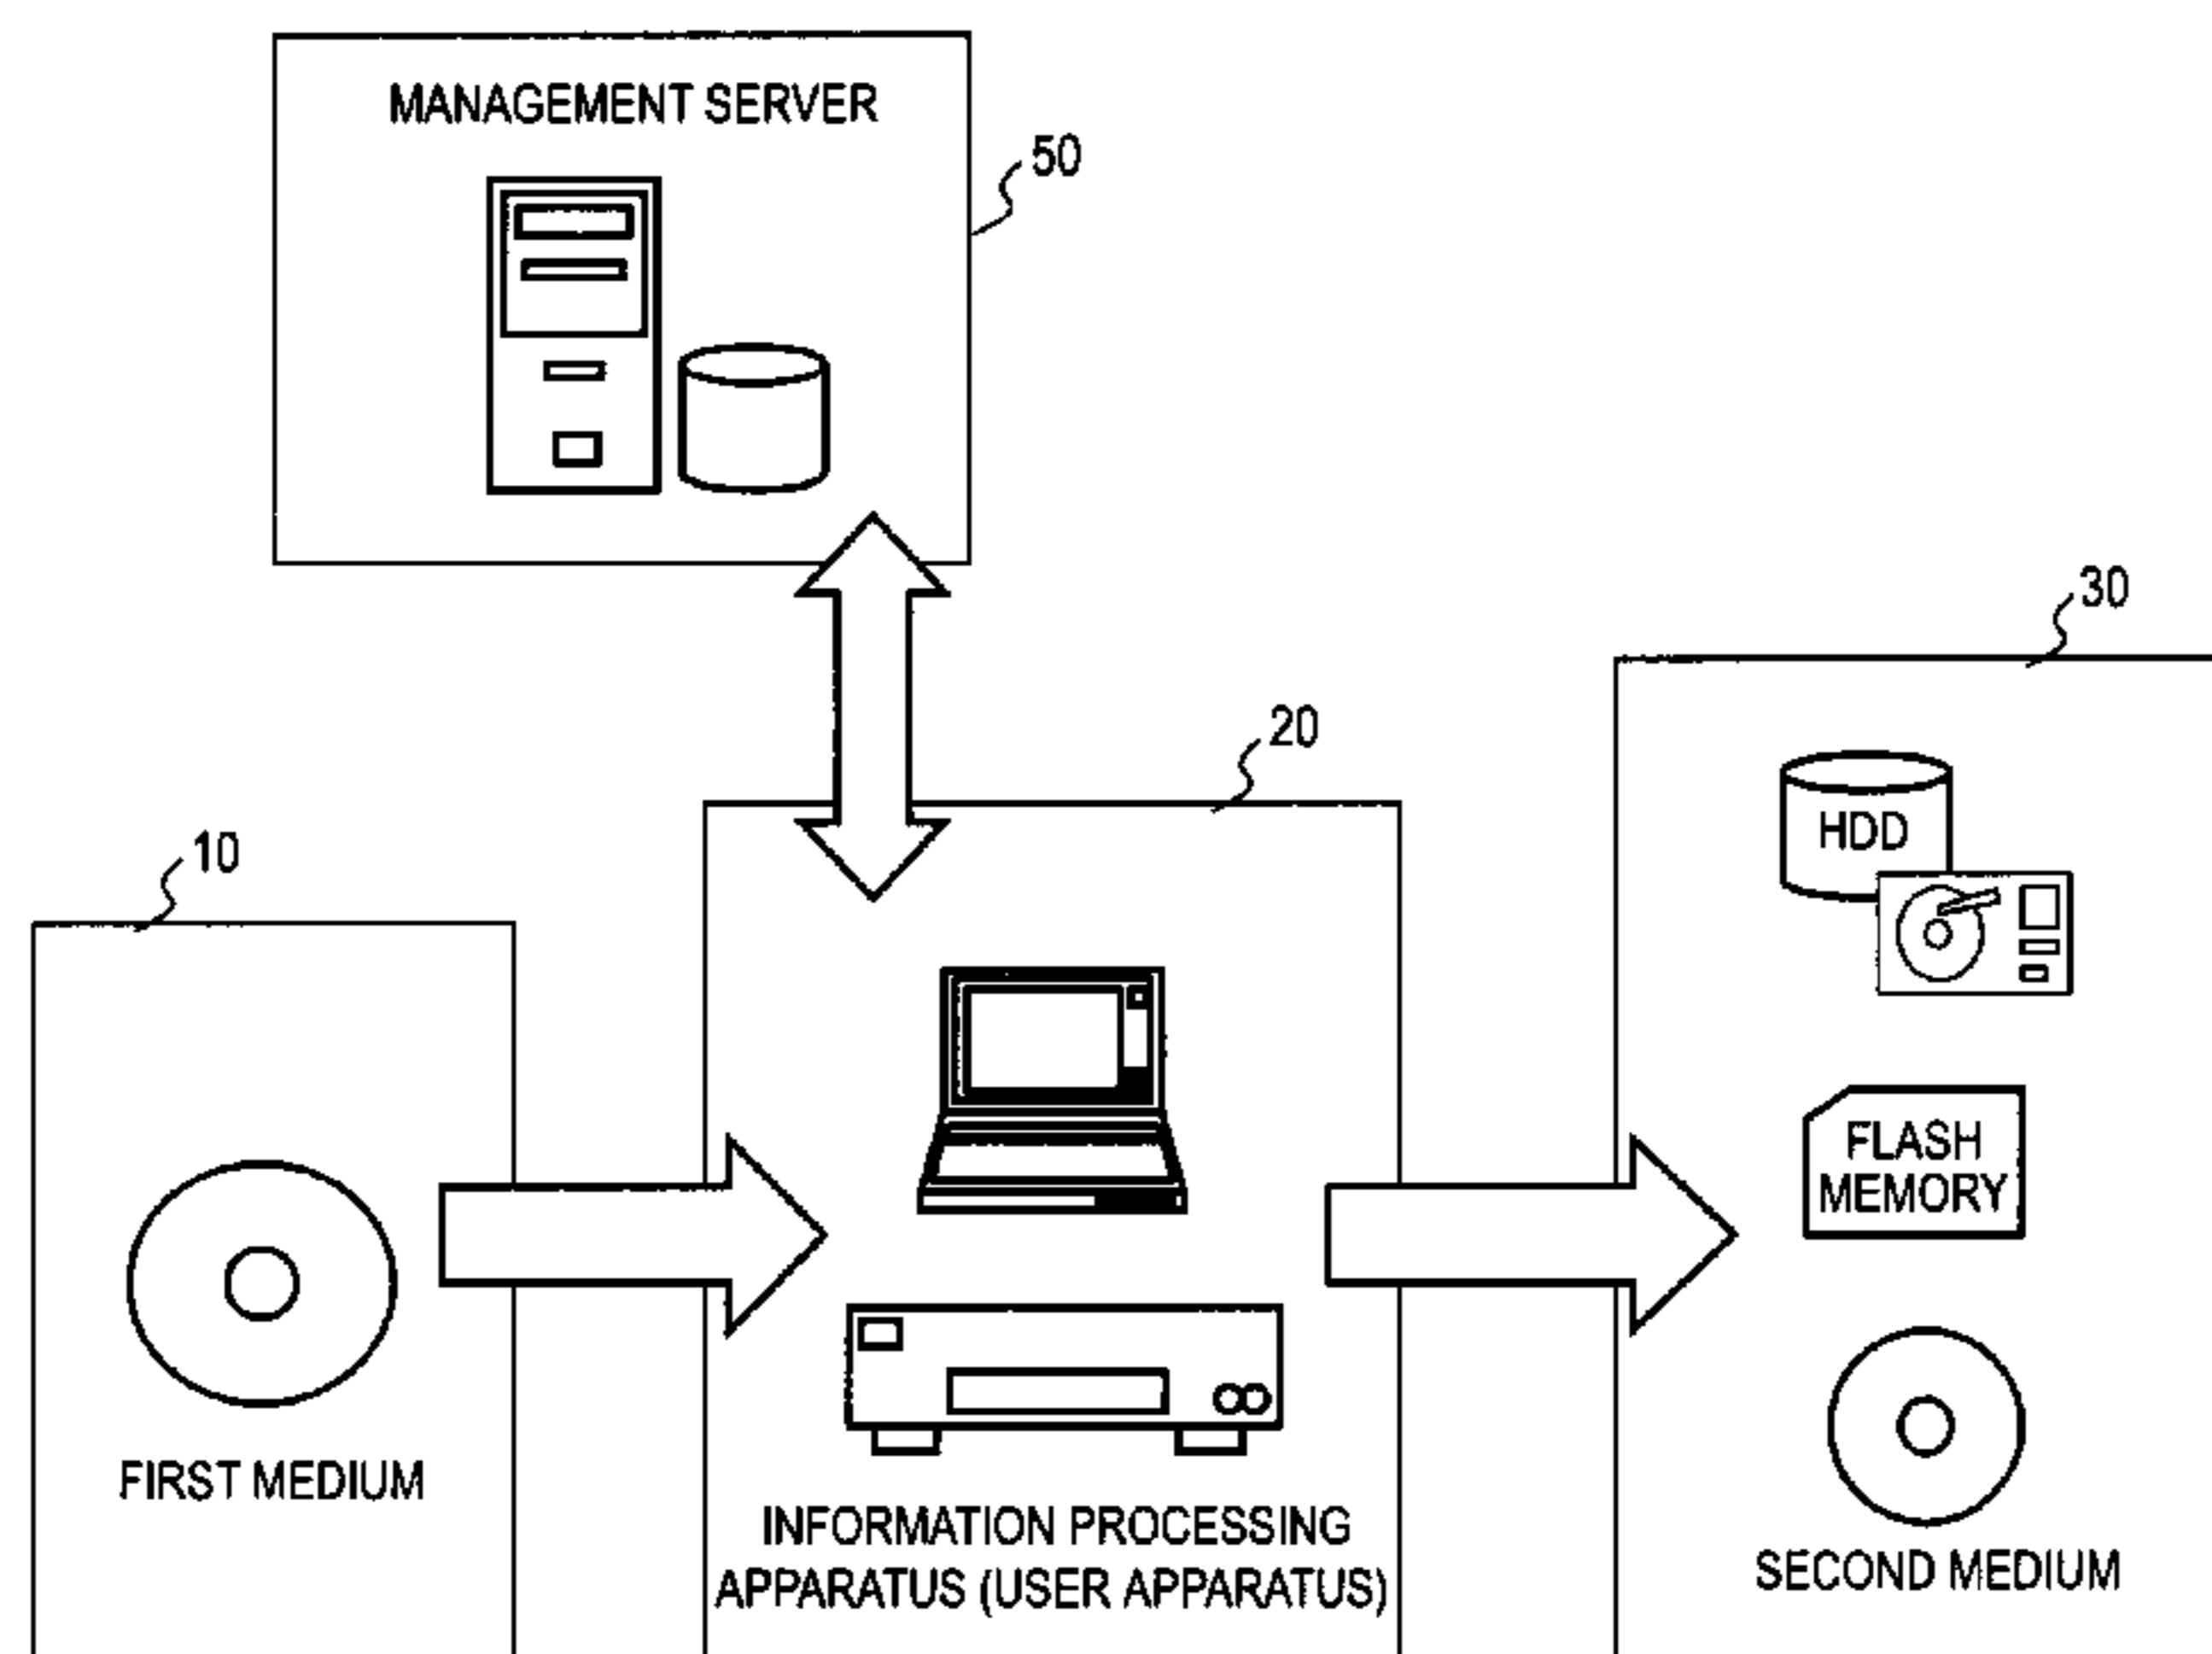 MANAGEMENT SERVER
50
30
20
10
HDD
FLASH
MEMORY
FIRST MEDIUM
INFORMATION PROCESSING
APPARATUS (USER APPARATUS)
SECOND MEDIUM